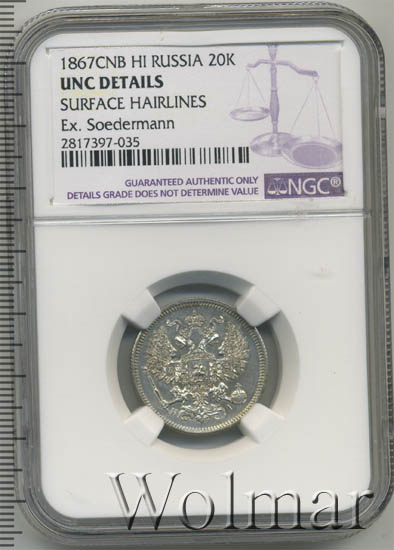 1867CNB HI RUSSIA 20K
UNC DETAILS
SURFACE HAIRLINES
Ex. Soedermann
2817397-035
GUARANTEED AUTHENTIC ONLY
DETAILS GRADE DOES NOT DETERMINE VALUE
NGC®
Wolmar